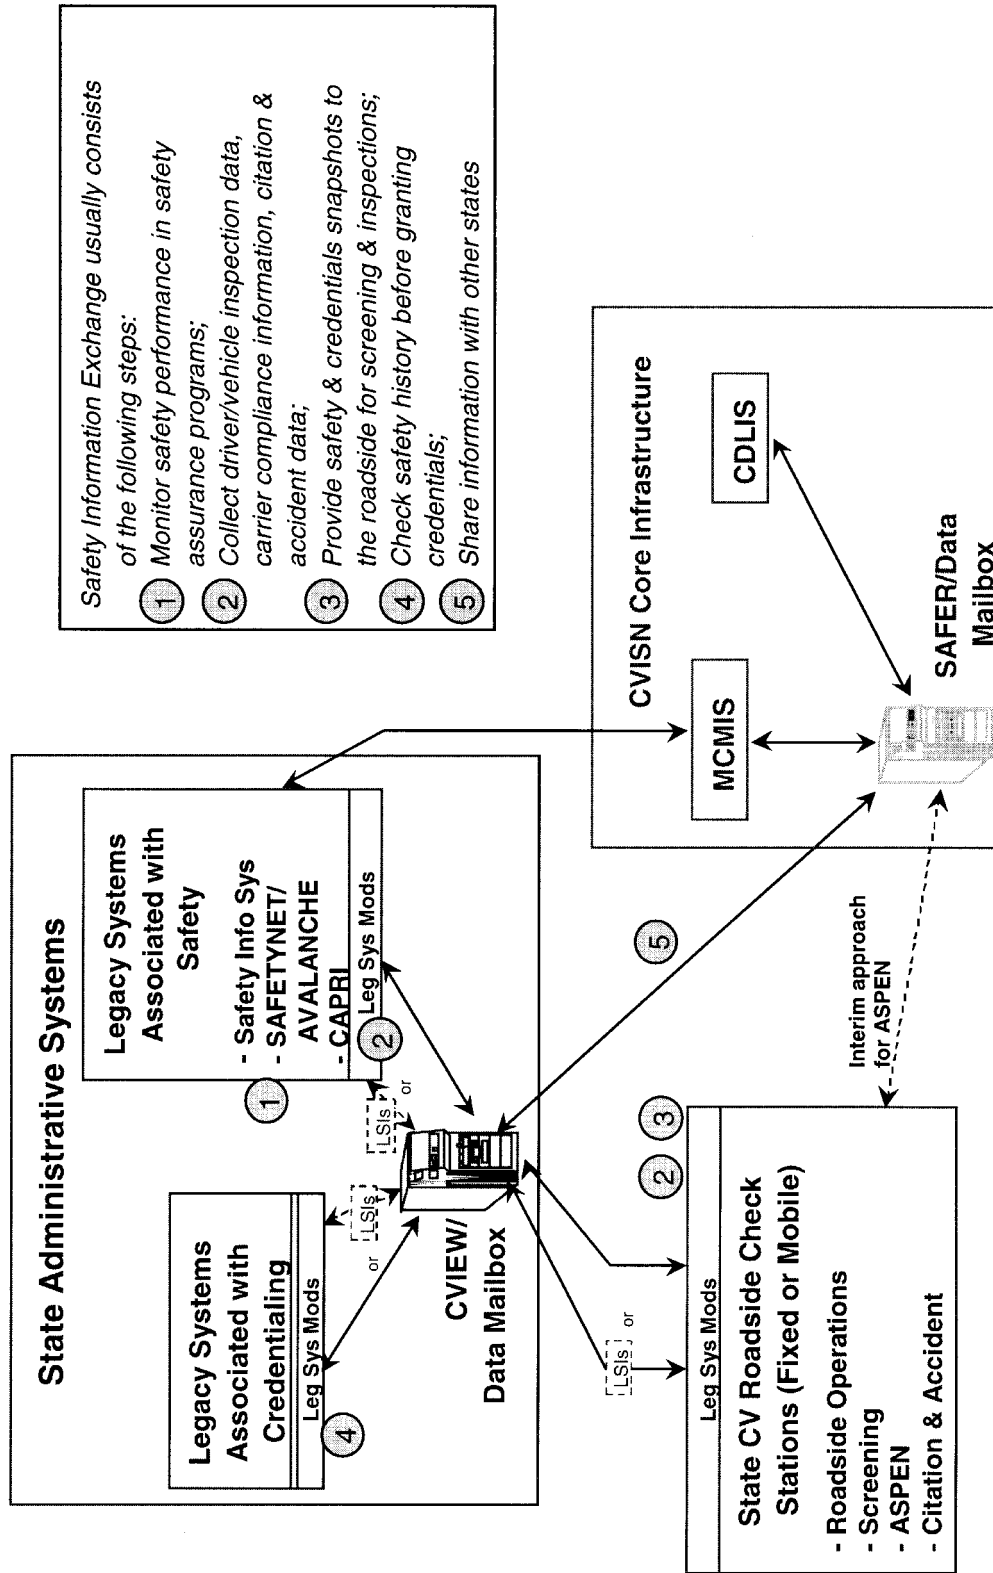 State Administrative Systems
Legacy Systems
Associated with
Credentialing
Leg Sys Mods
4
or
LSIs
Legacy Systems
Associated with
Safety
- Safety Info Sys
- SAFETYNET/
AVALANCHE
- CAPRI
Leg Sys Mods
1
2
LSIs
or
CVIEW/
Data Mailbox
Safety Information Exchange usually consists
of the following steps:
1 Monitor safety performance in safety
assurance programs;
2 Collect driver/vehicle inspection data,
carrier compliance information, citation &
accident data;
3 Provide safety & credentials snapshots to
the roadside for screening & inspections;
4 Check safety history before granting
credentials;
5 Share information with other states
LSIs
or
5
2
3
Leg Sys Mods
State CV Roadside Check
Stations (Fixed or Mobile)
- Roadside Operations
- Screening
- ASPEN
- Citation & Accident
Interim approach
for ASPEN
CVISN Core Infrastructure
MCMIS
CDLIS
SAFER/Data
Mailbox